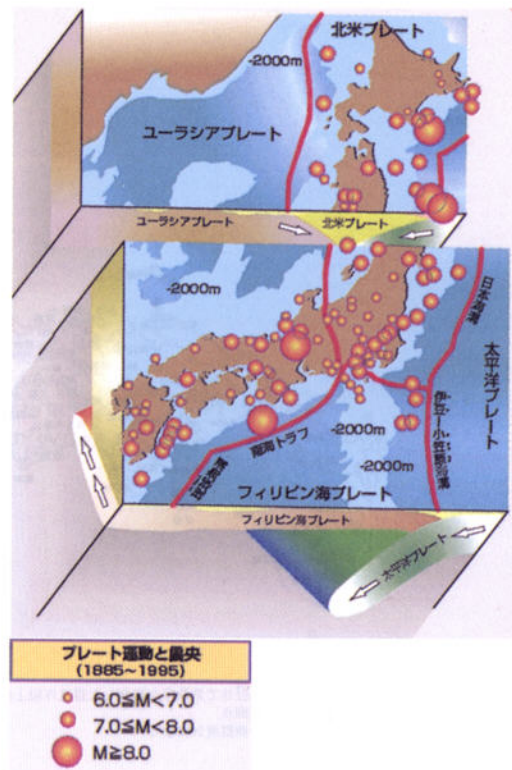 北米プレート
-2000m
ユーラシアプレート
ユーラシアプレート
北米プレート
-2000m
日本海溝
太平洋プレート
伊豆ー小笠原海溝
-2000m
南海トラフ
-2000m
琉球海溝
フィリピン海プレート
フィリピン海プレート
太平洋プレート
プレート運動と震央
(1885~1995)
6.0≦M<7.0
7.0≦M<8.0
M≧8.0